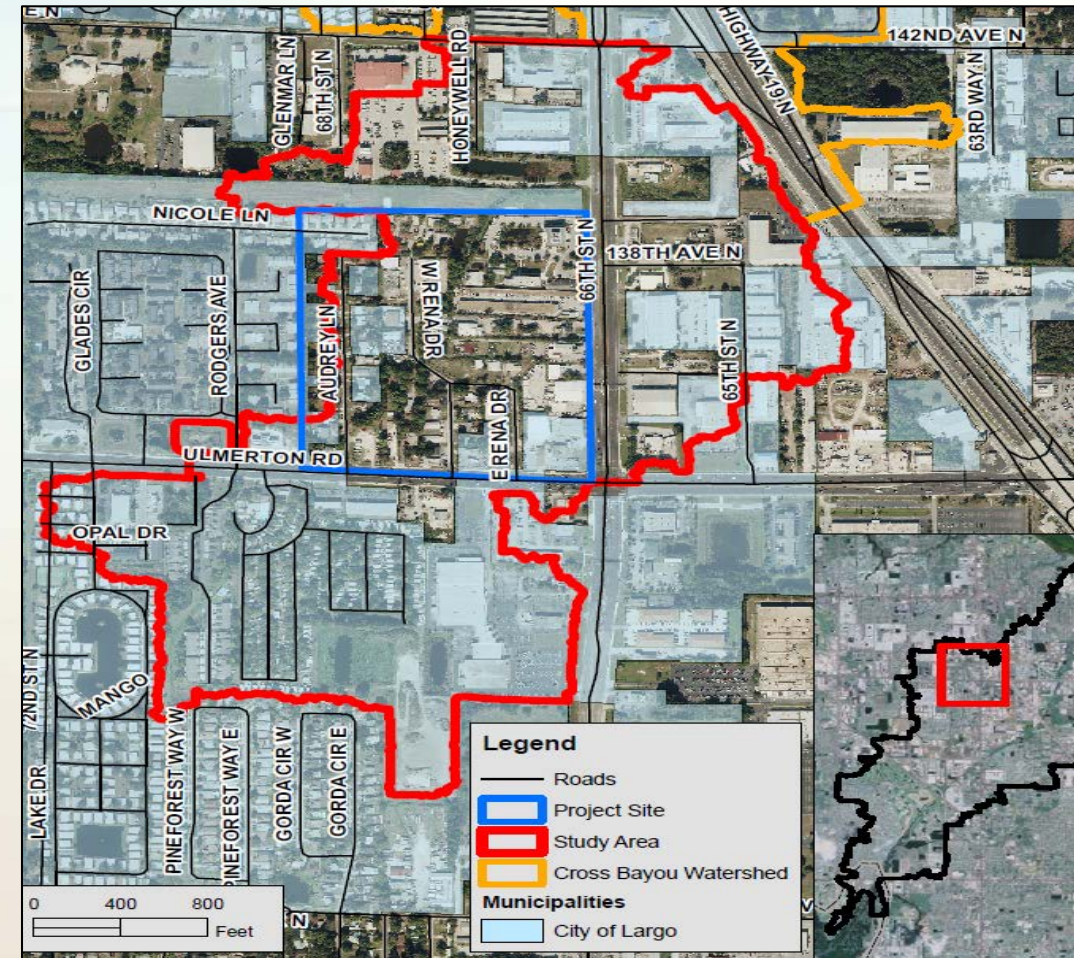 E N
142ND AVE N
HIGHWAY 19 N
GLENMAR LN
68TH ST N
HONEYWELL RD
63RD WAY N
NICOLE LN
66TH ST N
138TH AVE N
W RENA DR
GLADES CIR
RODGERS AVE
AUDREY LN
65TH ST N
E RENA DR
ULMERTON RD
OPAL DR
72ND ST N
MANGO
LAKE DR
PINEFOREST WAY W
PINEFOREST WAY E
GORDA CIR W
GORDA CIR E
Legend
Roads
Project Site
Study Area
Cross Bayou Watershed
Municipalities
City of Largo
0 400 800
Feet
N
V